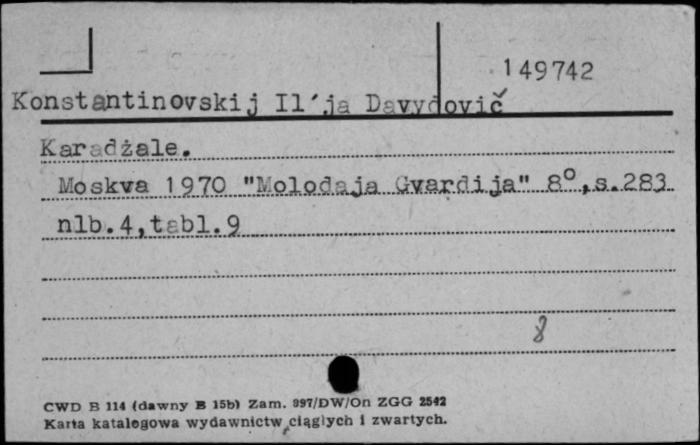 149742
Konstantinovskij Il´ja Davydovič
Karadżale.
Moskva 1970 "Molodaja Gvardija" 8°,s.283
nlb.4,tabl.9
8
CWD B 114 (dawny B 15b) Zam. 997/DW/On ZGG 2542
Karta katalogowa wydawnictw ciągłych i zwartych.